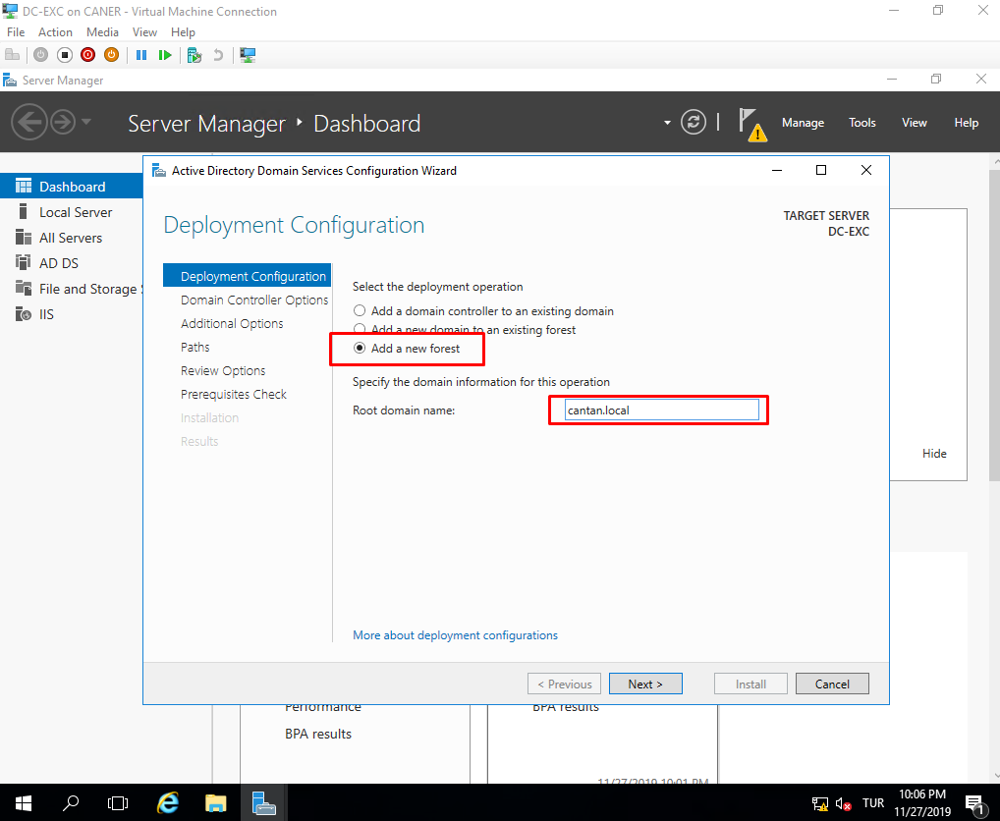 DC-EXC on CANER - Virtual Machine Connection
File Action Media View Help
Server Manager
Server Manager Dashboard
Manage Tools View Help
Dashboard
Local Server
All Servers
AD DS
File and Storage
IIS
Active Directory Domain Services Configuration Wizard
Deployment Configuration
TARGET SERVER
DC-EXC
Deployment Configuration
Domain Controller Options
Additional Options
Paths
Review Options
Prerequisites Check
Installation
Results
Select the deployment operation
Add a domain controller to an existing domain
Add a new domain to an existing forest
Add a new forest
Specify the domain information for this operation
Root domain name:
cantan.local
More about deployment configurations
< Previous
Next >
Install
Cancel
Hide
Performance
BPA results
BPA results
11/27/2019 10:01 PM
TUR
10:06 PM
11/27/2019
1